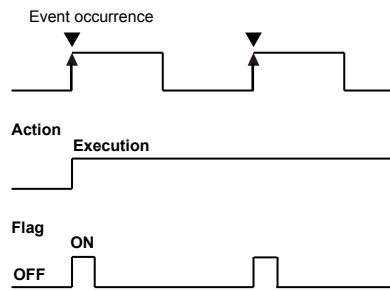 Event occurrence
Action
Execution
Flag
ON
OFF